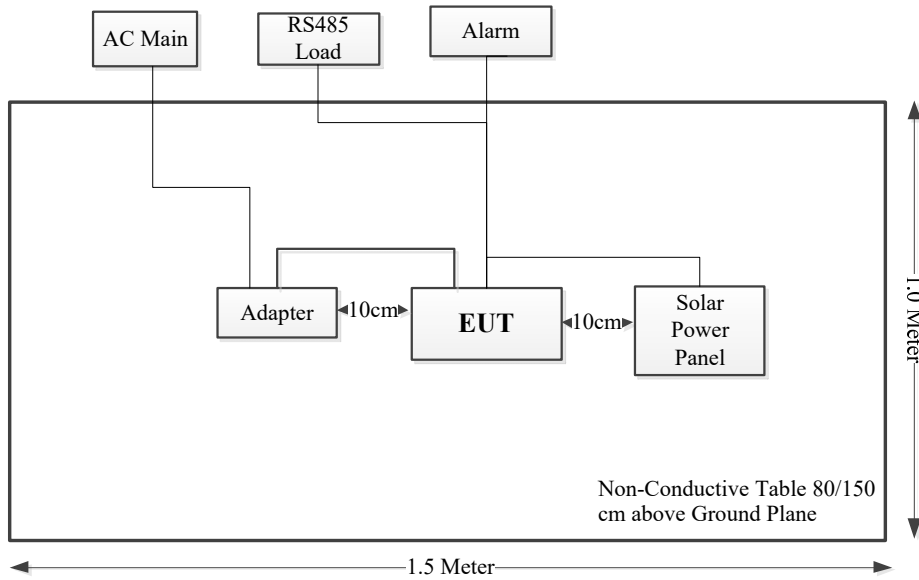 AC Main
RS485
Load
Alarm
Adapter
10cm
EUT
10cm
Solar
Power
Panel
1.0 Meter
Non-Conductive Table 80/150
cm above Ground Plane
1.5 Meter